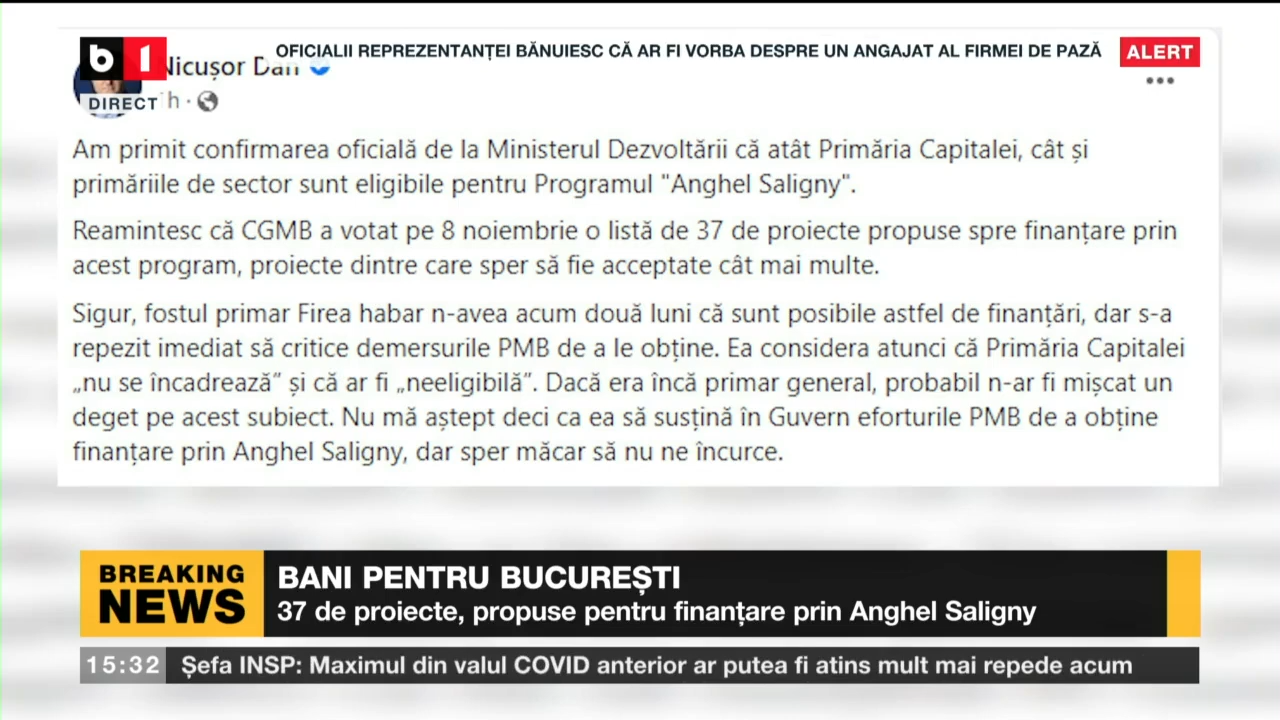 b1
OFICIALII REPREZENTANȚEI BĂNUIESC CĂ AR FI VORBA DESPRE UN ANGAJAT AL FIRMEI DE PAZĂ
ALERT
Nicușor Dan
DIRECT
h
Am primit confirmarea oficială de la Ministerul Dezvoltării că atât Primăria Capitalei, cât și
primăriile de sector sunt eligibile pentru Programul "Anghel Saligny".
Reamintesc că CGMB a votat pe 8 noiembrie o listă de 37 de proiecte propuse spre finanțare prin
acest program, proiecte dintre care sper să fie acceptate cât mai multe.
Sigur, fostul primar Firea habar n-avea acum două luni că sunt posibile astfel de finanțări, dar s-a
repezit imediat să critice demersurile PMB de a le obține. Ea considera atunci că Primăria Capitalei
„nu se încadrează” și că ar fi „neeligibilă”. Dacă era încă primar general, probabil n-ar fi mișcat un
deget pe acest subiect. Nu mă aștept deci ca ea să susțină în Guvern eforturile PMB de a obține
finanțare prin Anghel Saligny, dar sper măcar să nu ne încurce.
BREAKING
NEWS
BANI PENTRU BUCUREȘTI
37 de proiecte, propuse pentru finanțare prin Anghel Saligny
15:32 Șefa INSP: Maximul din valul COVID anterior ar putea fi atins mult mai repede acum